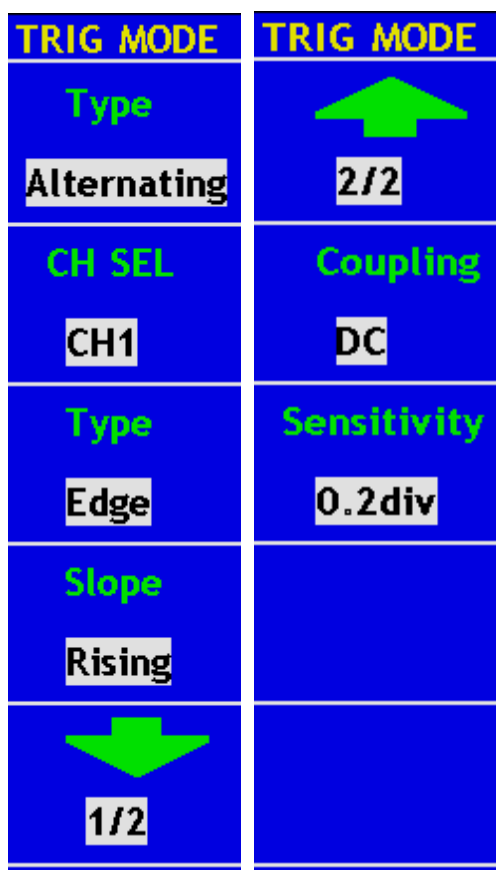 TRIG MODE
Type
Alternating
CH SEL
CH1
Type
Edge
Slope
Rising
1/2
TRIG MODE
2/2
Coupling
DC
Sensitivity
0.2div